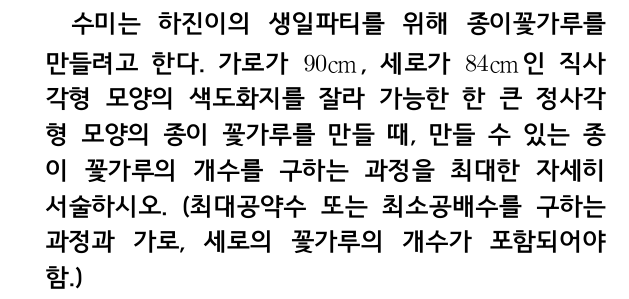 수미는 하진이의 생일파티를 위해 종이꽃가루를
만들려고 한다. 가로가 90cm, 세로가 84cm인 직사
각형 모양의 색도화지를 잘라 가능한 한 큰 정사각
형 모양의 종이 꽃가루를 만들 때, 만들 수 있는 종
이 꽃가루의 개수를 구하는 과정을 최대한 자세히
서술하시오. (최대공약수 또는 최소공배수를 구하는
과정과 가로, 세로의 꽃가루의 개수가 포함되어야
함.)